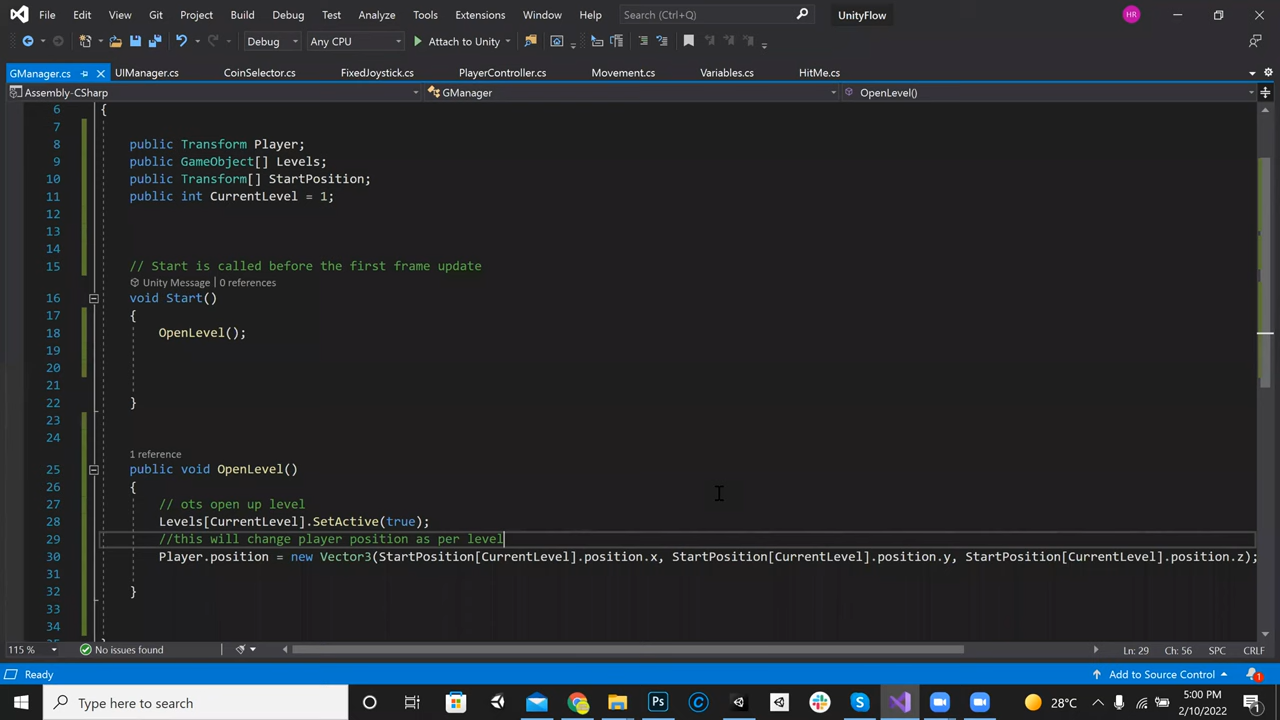 File Edit View Git Project Build Debug Test Analyze Tools Extensions Window Help Search (Ctrl+Q) UnityFlow HR
Debug Any CPU Attach to Unity
GManager.cs UIManager.cs CoinSelector.cs FixedJoystick.cs PlayerController.cs Movement.cs Variables.cs HitMe.cs
Assembly-CSharp GManager OpenLevel()
6 {
7
8 public Transform Player;
9 public GameObject[] Levels;
10 public Transform[] StartPosition;
11 public int CurrentLevel = 1;
12
13
14
15 // Start is called before the first frame update
Unity Message | 0 references
16 void Start()
17 {
18 OpenLevel();
19
20
21
22 }
23
24
1 reference
25 public void OpenLevel()
26 {
27 // ots open up level
28 Levels[CurrentLevel].SetActive(true);
29 //this will change player position as per level
30 Player.position = new Vector3(StartPosition[CurrentLevel].position.x, StartPosition[CurrentLevel].position.y, StartPosition[CurrentLevel].position.z);
31
32 }
33
34
115 % No issues found Ln: 29 Ch: 56 SPC CRLF
Ready Add to Source Control 1
Type here to search Ps 28°C 5:00 PM
2/10/2022